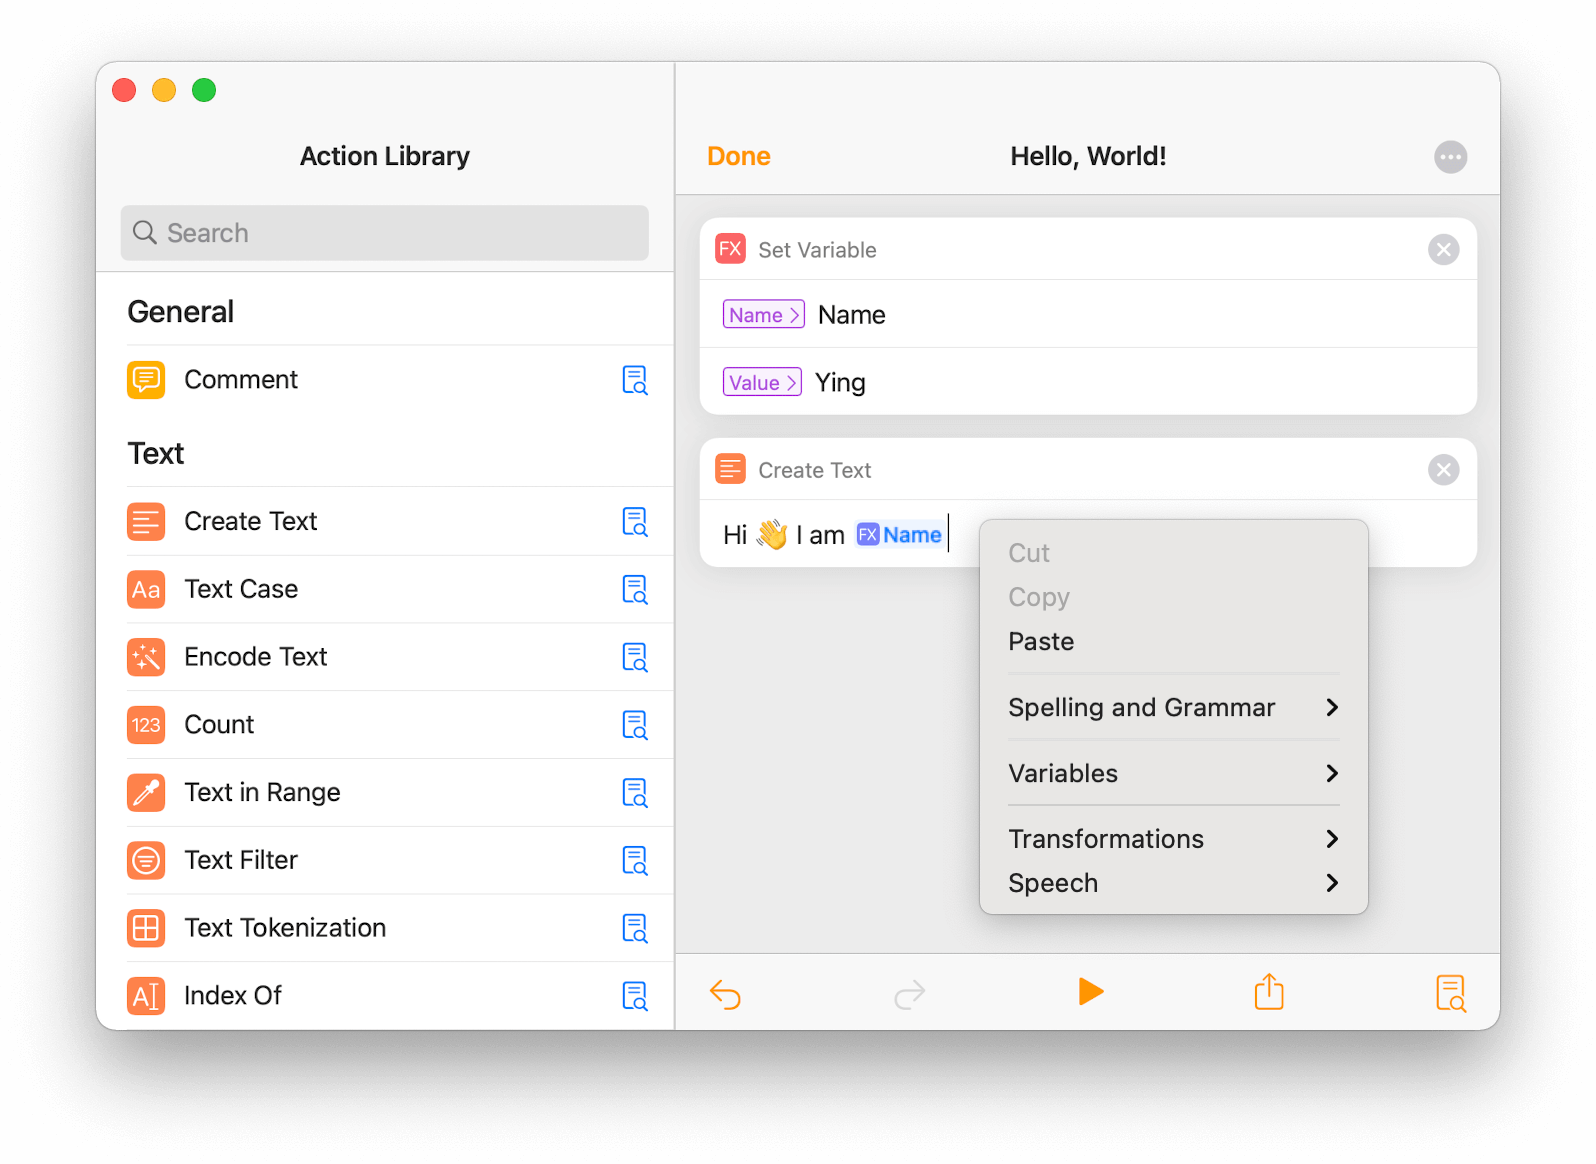 Action Library
Search
General
Comment
Text
Create Text
Aa Text Case
Encode Text
123 Count
Text in Range
Text Filter
Text Tokenization
A Index Of
Done
Hello, World!
FX Set Variable
Name > Name
Value > Ying
Create Text
Hi 👋 I am FX Name
Cut
Copy
Paste
Spelling and Grammar
Variables
Transformations
Speech